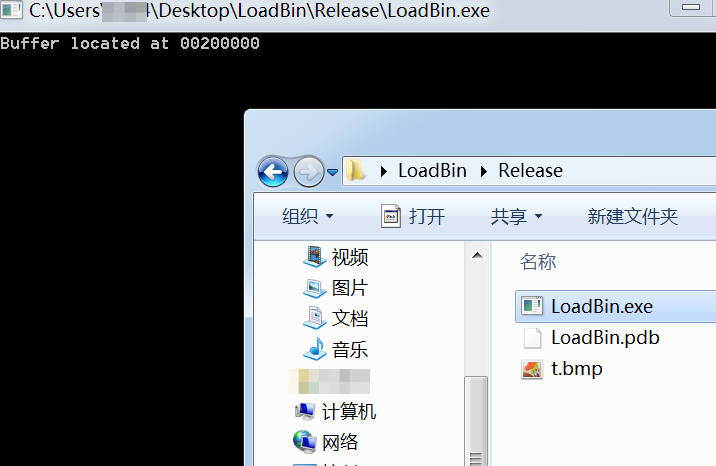 C:\Users\4\Desktop\LoadBin\Release\LoadBin.exe
Buffer located at 00200000
LoadBin Release
组织 打开 共享 新建文件夹
视频
图片
文档
音乐
计算机
网络
名称
LoadBin.exe
LoadBin.pdb
t.bmp